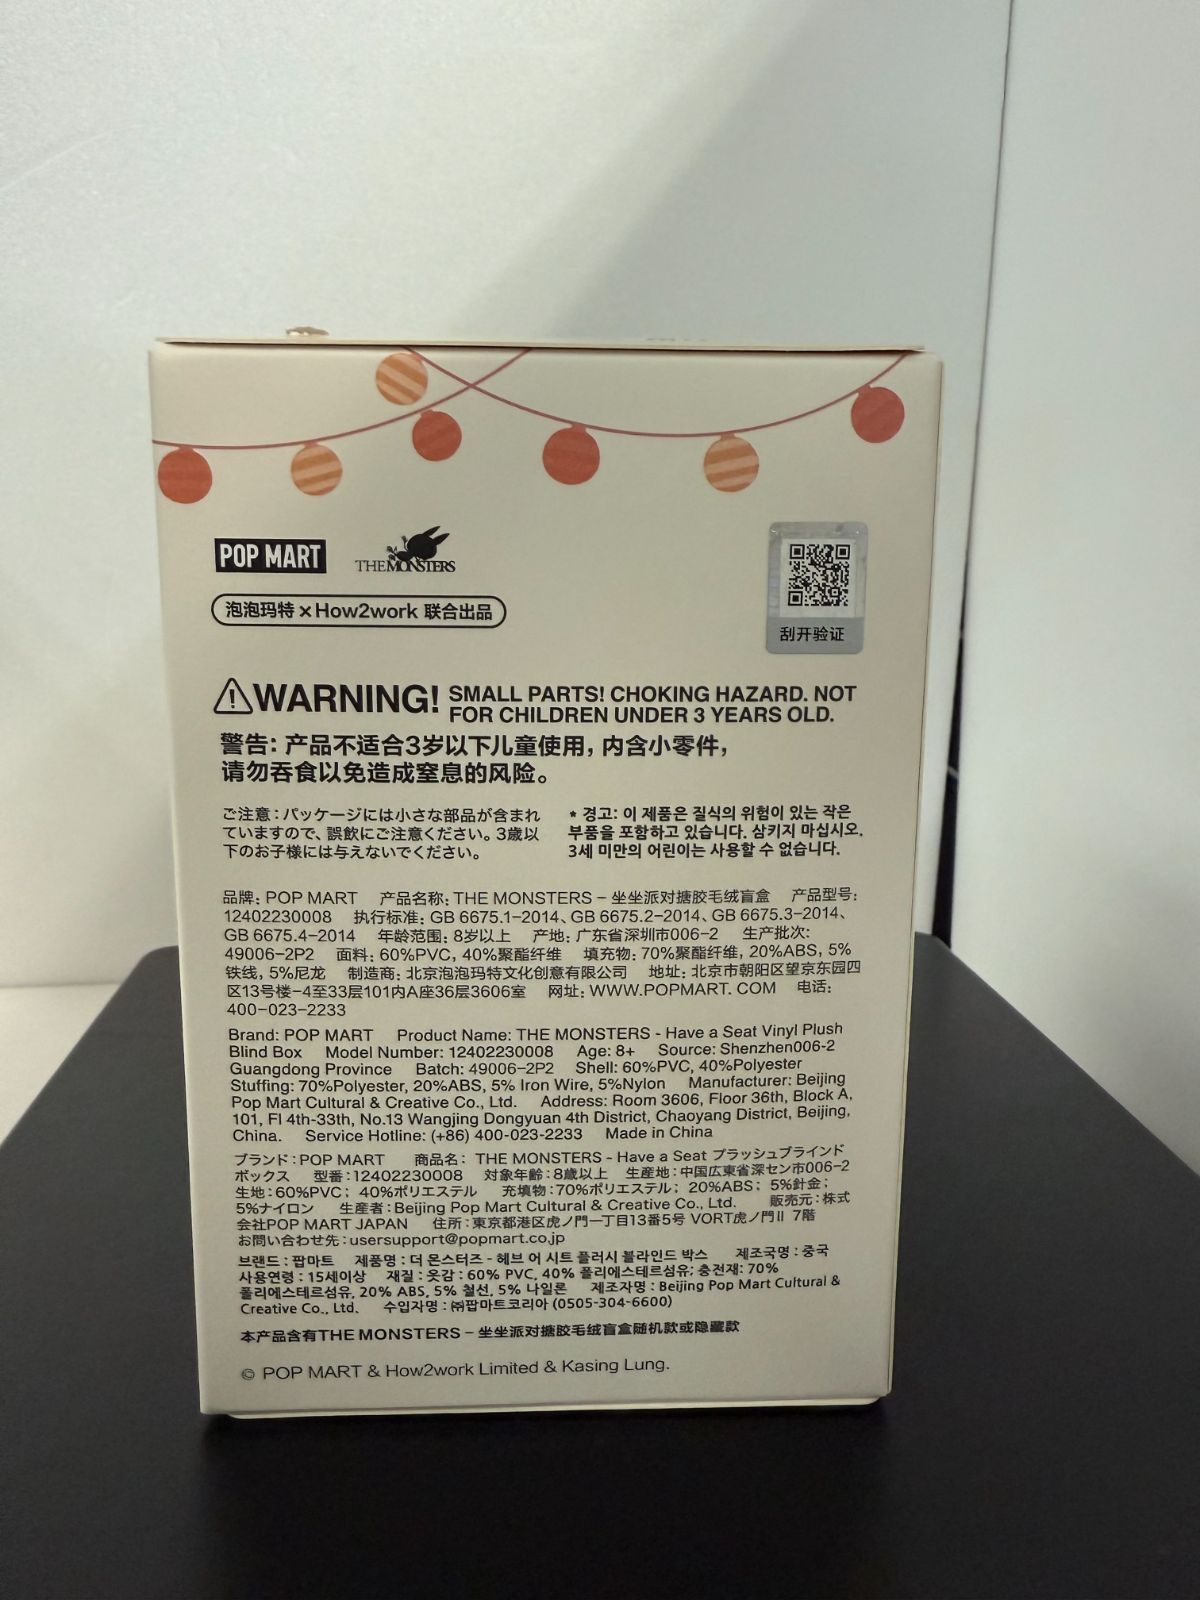 POP MART
THE MONSTERS
泡泡玛特×How2work 联合出品
刮开验证
WARNING! SMALL PARTS! CHOKING HAZARD. NOT
FOR CHILDREN UNDER 3 YEARS OLD.
警告: 产品不适合3岁以下儿童使用, 内含小零件,
请勿吞食以免造成窒息的风险。
ご注意:パッケージには小さな部品が含まれ
ていますので、誤飲にご注意ください。3歳以
下のお子様には与えないでください。
* 경고: 이 제품은 질식의 위험이 있는 작은
부품을 포함하고 있습니다. 삼키지 마십시오.
3세 미만의 어린이는 사용할 수 없습니다.
品牌: POP MART 产品名称: THE MONSTERS – 坐坐派对搪胶毛绒盲盒 产品型号:
12402230008 执行标准: GB 6675.1–2014、GB 6675.2–2014、GB 6675.3–2014、
GB 6675.4–2014 年龄范围: 8岁以上 产地: 广东省深圳市006–2 生产批次:
49006–2P2 面料: 60%PVC, 40%聚酯纤维 填充物: 70%聚酯纤维, 20%ABS, 5%
铁线, 5%尼龙 制造商: 北京泡泡玛特文化创意有限公司 地址: 北京市朝阳区望京东园四
区13号楼–4至33层101内A座36层3606室 网址: WWW.POPMART. COM 电话:
400–023–2233
Brand: POP MART Product Name: THE MONSTERS - Have a Seat Vinyl Plush
Blind Box Model Number: 12402230008 Age: 8+ Source: Shenzhen006-2
Guangdong Province Batch: 49006–2P2 Shell: 60%PVC, 40%Polyester
Stuffing: 70%Polyester, 20%ABS, 5% Iron Wire, 5%Nylon Manufacturer: Beijing
Pop Mart Cultural & Creative Co., Ltd. Address: Room 3606, Floor 36th, Block A,
101, Fl 4th-33th, No.13 Wangjing Dongyuan 4th District, Chaoyang District, Beijing,
China. Service Hotline: (+86) 400-023-2233 Made in China
ブランド:POP MART 商品名: THE MONSTERS - Have a Seat プラッシュブラインド
ボックス 型番:12402230008 対象年齢:8歳以上 生産地:中国広東省深セン市006–2
生地:60%PVC; 40%ポリエステル 充填物:70%ポリエステル; 20%ABS; 5%針金;
5%ナイロン 生産者:Beijing Pop Mart Cultural & Creative Co., Ltd. 販売元:株式
会社POP MART JAPAN 住所:東京都港区虎ノ門一丁目13番5号 VORT虎ノ門II 7階
お問い合わせ先:usersupport@popmart.co.jp
브랜드 : 팝마트 제품명 : 더 몬스터즈 - 헤브 어 시트 플러시 블라인드 박스 제조국명 : 중국
사용연령 : 15세이상 재질 : 옷감 : 60% PVC, 40% 폴리에스테르섬유; 충전재: 70%
폴리에스테르섬유, 20% ABS, 5% 철선, 5% 나일론 제조자명 : Beijing Pop Mart Cultural &
Creative Co., Ltd. 수입자명 : ㈜팝마트코리아 (0505-304-6600)
本产品含有THE MONSTERS – 坐坐派对搪胶毛绒盲盒随机款或隐藏款
© POP MART & How2work Limited & Kasing Lung.